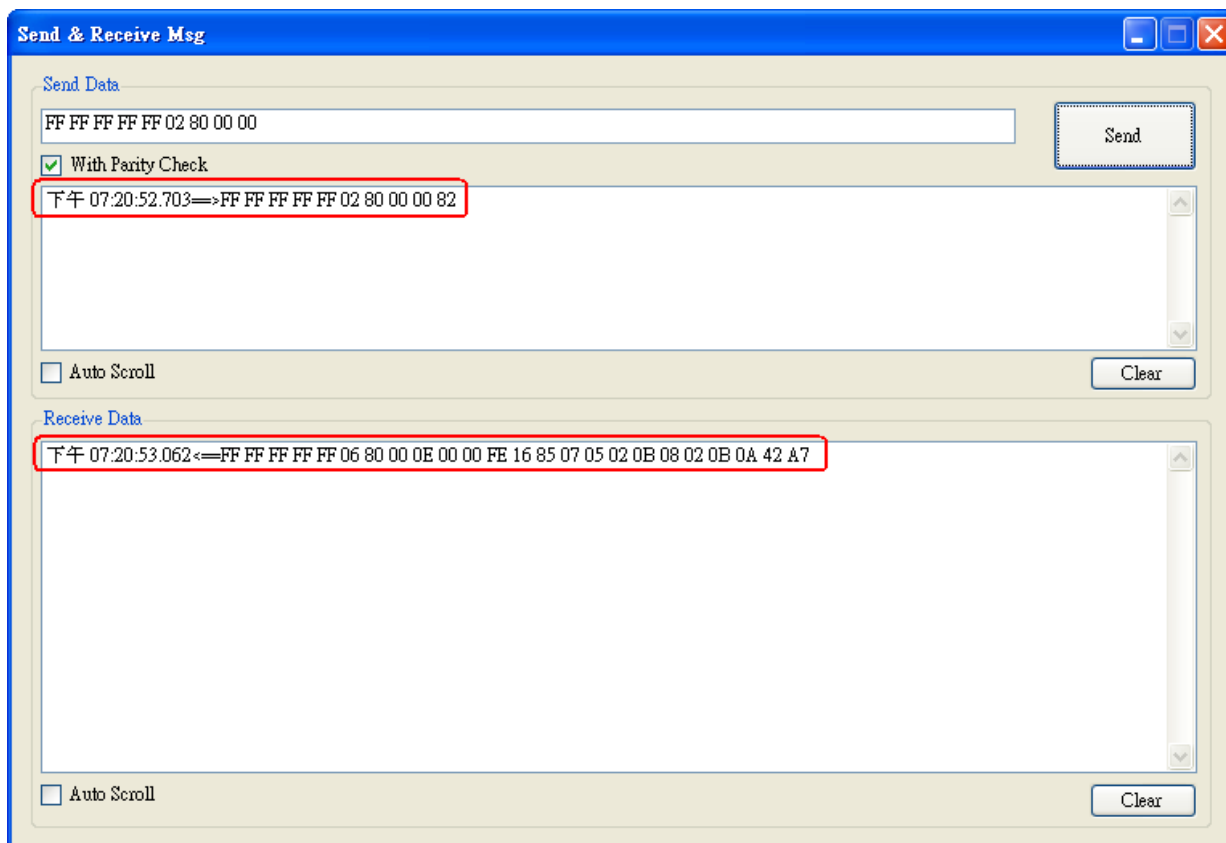 Send & Receive Msg
Send Data
FF FF FF FF FF 02 80 00 00
Send
With Parity Check
下午 07:20:52.703==>FF FF FF FF FF 02 80 00 00 82
Auto Scroll
Clear
Receive Data
下午 07:20:53.062<==FF FF FF FF FF 06 80 00 0E 00 00 FE 16 85 07 05 02 0B 08 02 0B 0A 42 A7
Auto Scroll
Clear